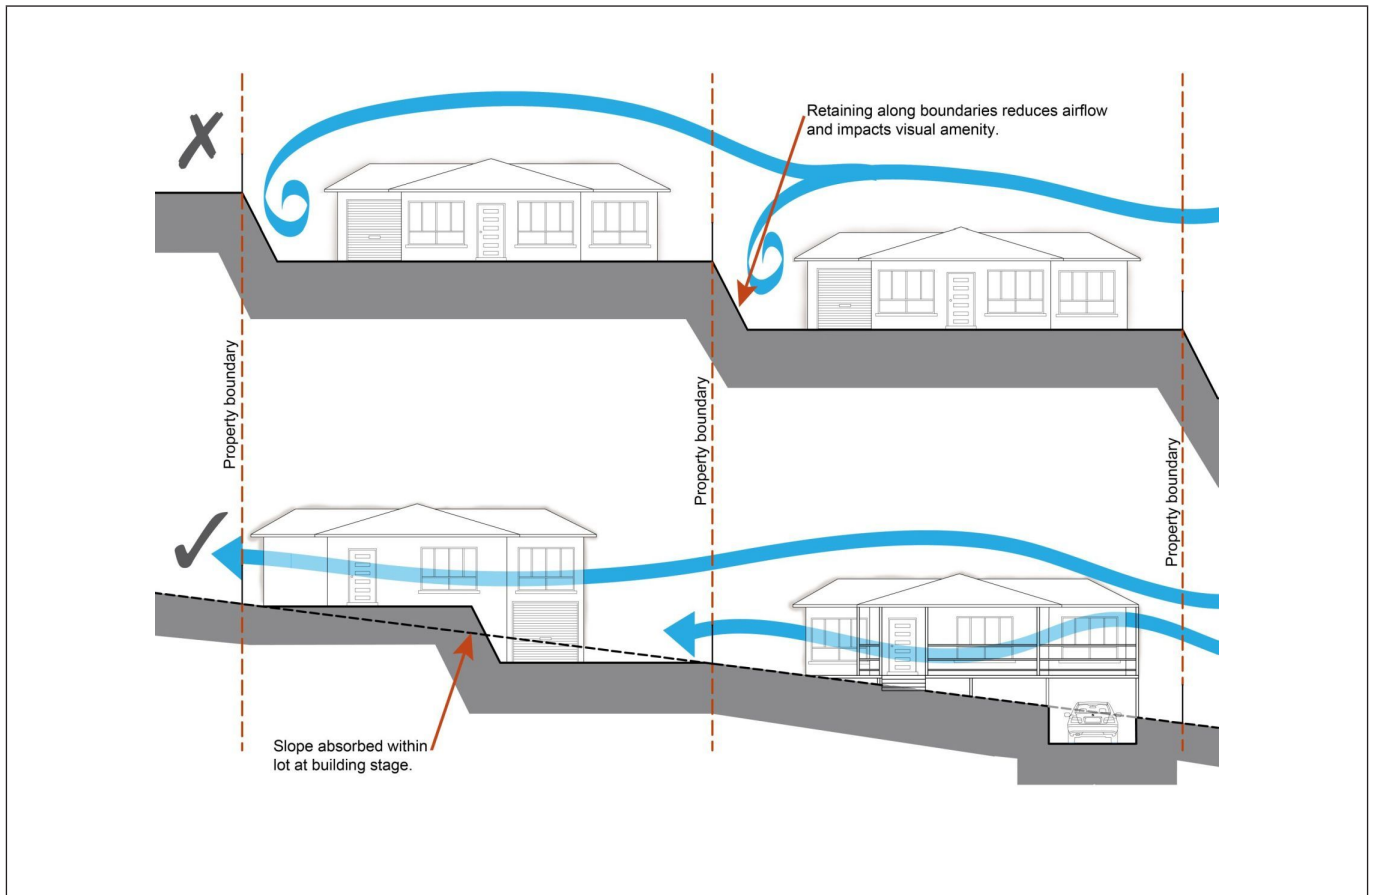 Retaining along boundaries reduces airflow
and impacts visual amenity.
Property boundary
Property boundary
Property boundary
Slope absorbed within
lot at building stage.